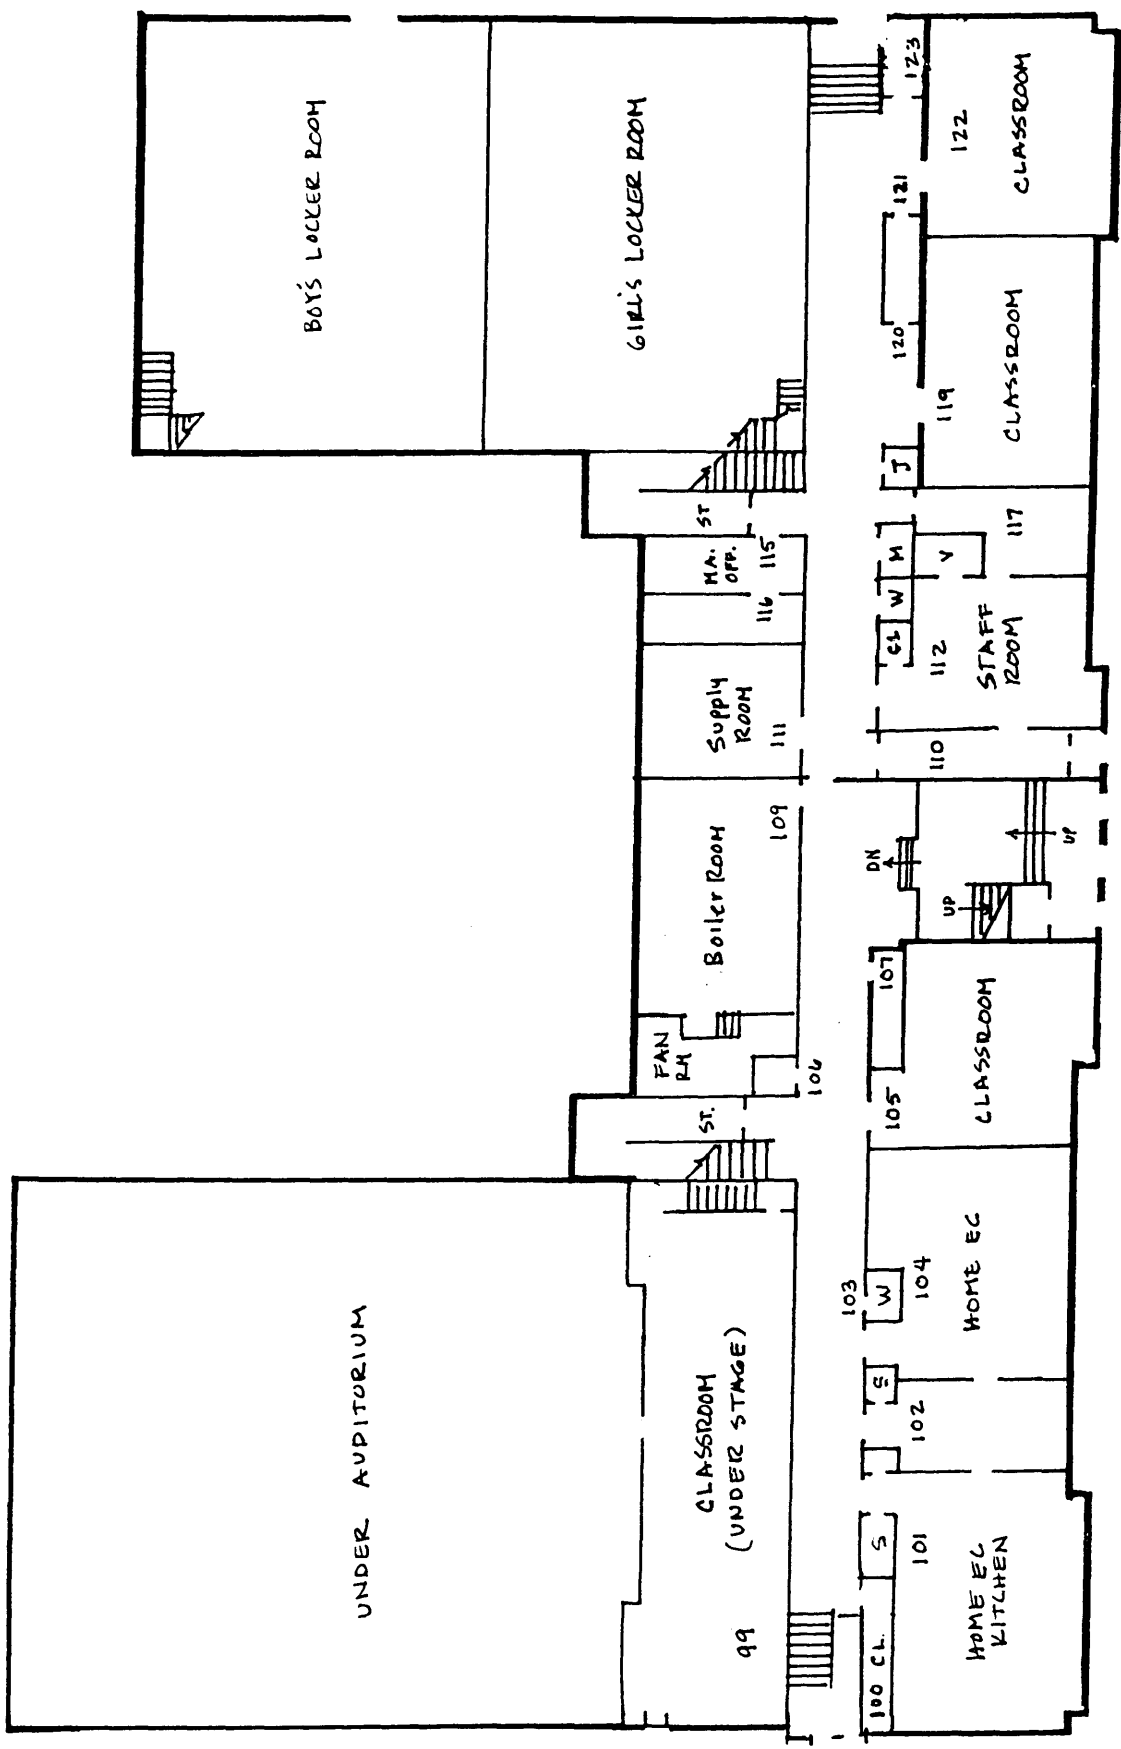 BOY'S LOCKER ROOM
GIRL'S LOCKER ROOM
123
122
CLASSROOM
121
120
119
CLASSROOM
J
ST
MA.
OFF.
115
116
M
V
117
W
CL
112
STAFF
ROOM
Supply
ROOM
111
110
109
Boiler ROOM
DN
UP
UP
FAN
RM
106
107
105
CLASSROOM
ST.
UNDER AUDITORIUM
CLASSROOM
(UNDER STAGE)
99
103
W
104
HOME EC
S
102
S
101
HOME EC
KITCHEN
100 CL.